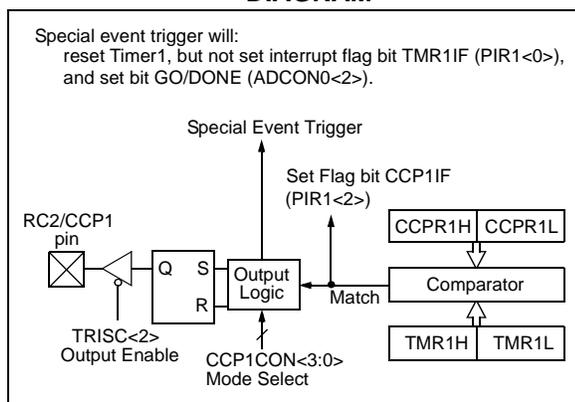 DIAGRAM
Special event trigger will:
reset Timer1, but not set interrupt flag bit TMR1IF (PIR1<0>),
and set bit GO/DONE (ADCON0<2>).
Special Event Trigger
Set Flag bit CCP1IF
(PIR1<2>)
RC2/CCP1
pin
CCPR1H CCPR1L
Q S Output
Logic
R
Comparator
Match
TRISC<2>
Output Enable
TMR1H TMR1L
CCP1CON<3:0>
Mode Select